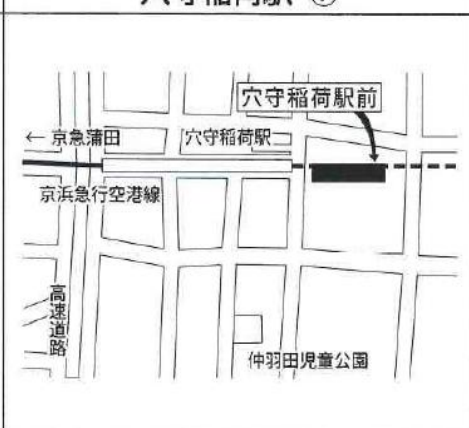 穴守稲荷駅
穴守稲荷駅前
← 京急蒲田
穴守稲荷駅
京浜急行空港線
高速道路
仲羽田児童公園